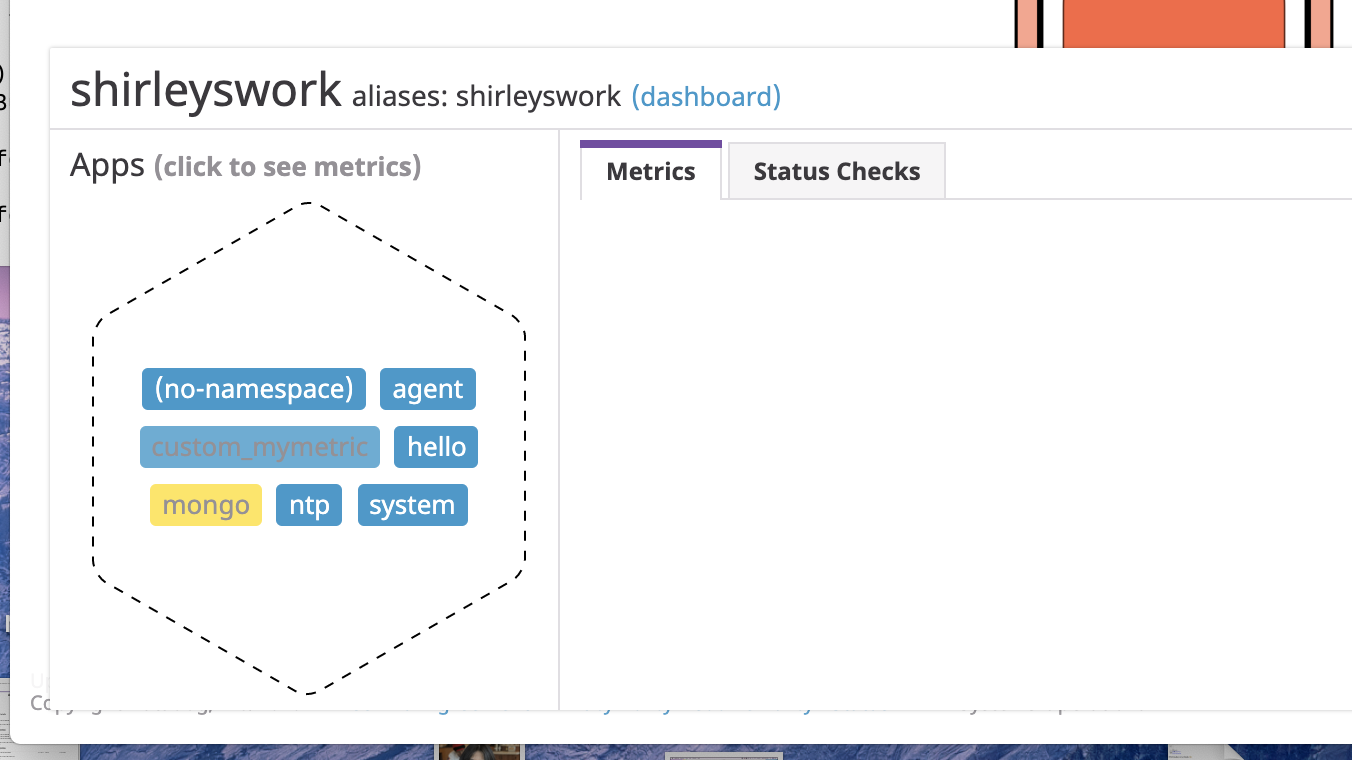 shirleyswork aliases: shirleyswork (dashboard)
Apps (click to see metrics)
Metrics
Status Checks
(no-namespace) agent
custom_mymetric hello
mongo ntp system